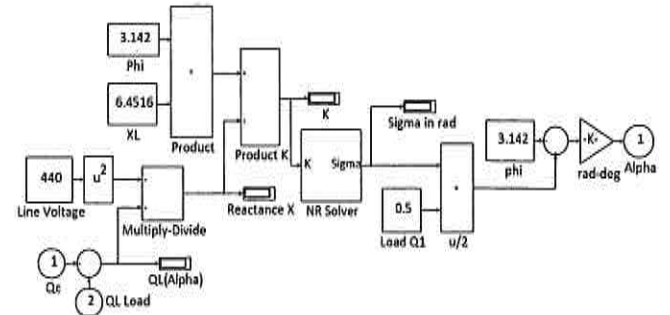 3.142
Phi
6.4516
XL
Product
Product K
K
440
Line Voltage
u²
Multiply-Divide
Reactance X
K
Sigma
NR Solver
Sigma in rad
0.5
Load Q1
u/2
3.142
phi
-K-
rad-deg
1
Alpha
1
Qc
2
QL Load
QL(Alpha)